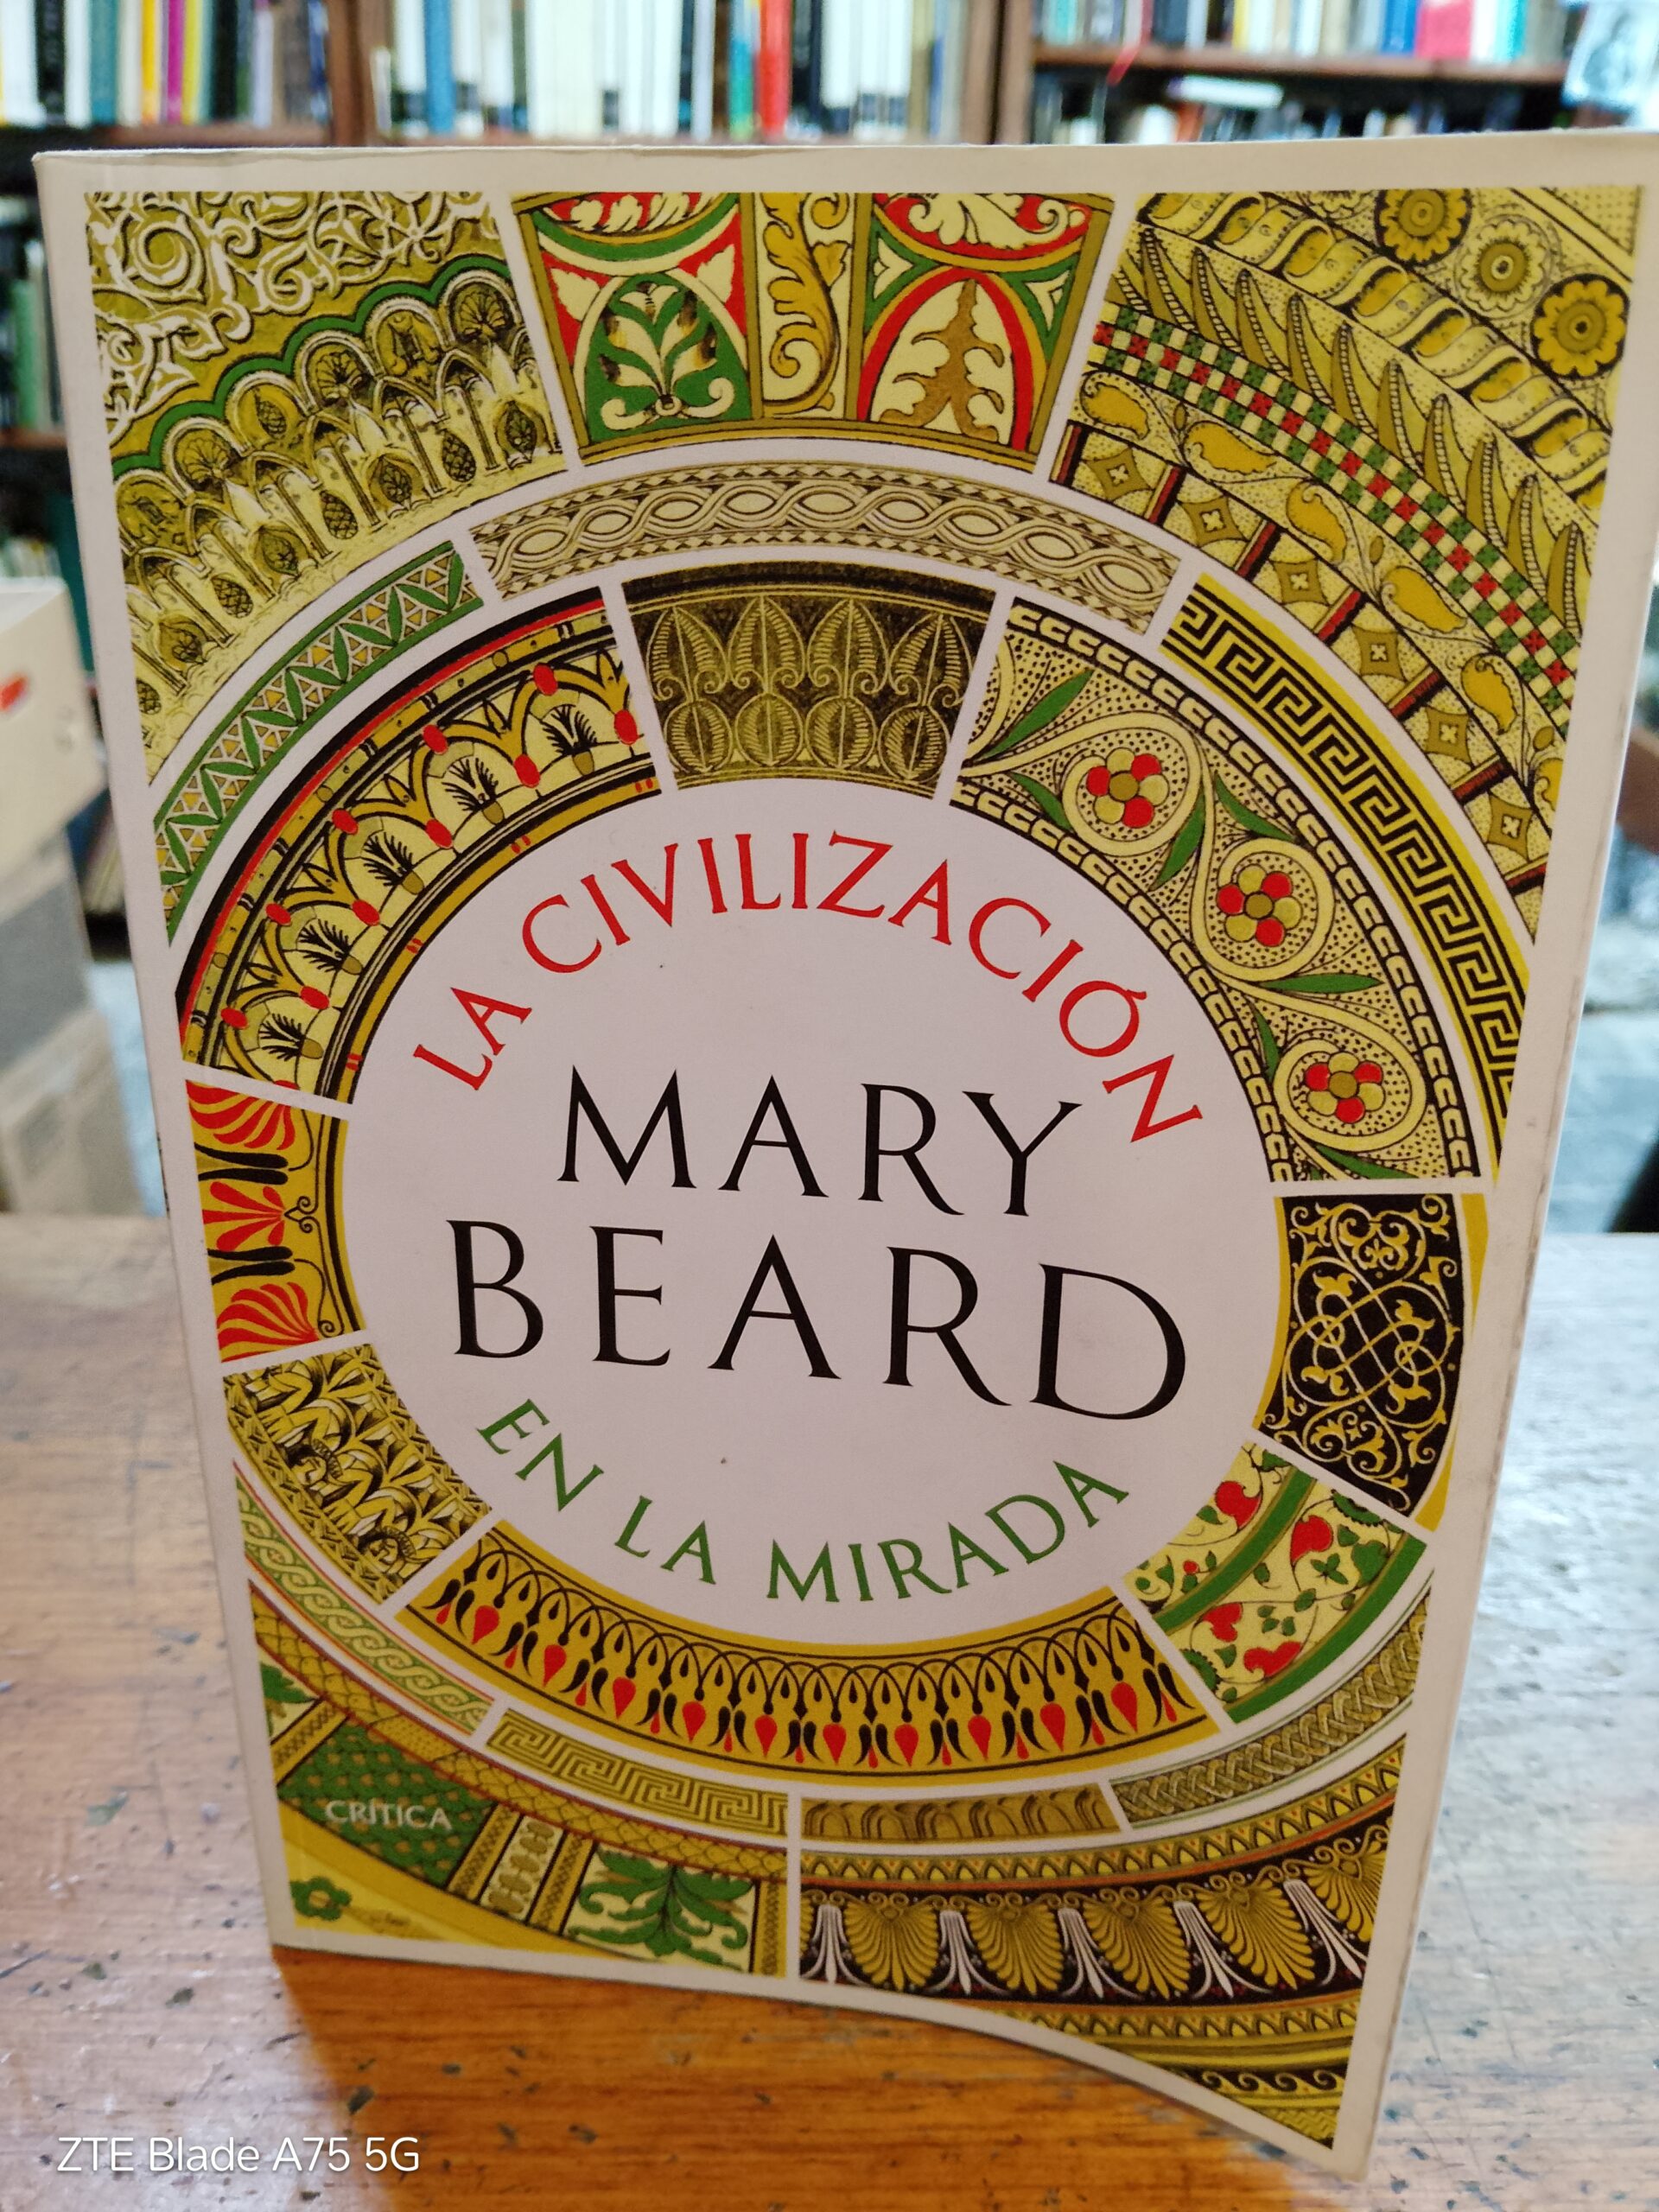 LA CIVILIZACIÓN
MARY
BEARD
EN LA MIRADA
CRÍTICA
ZTE Blade A75 5G